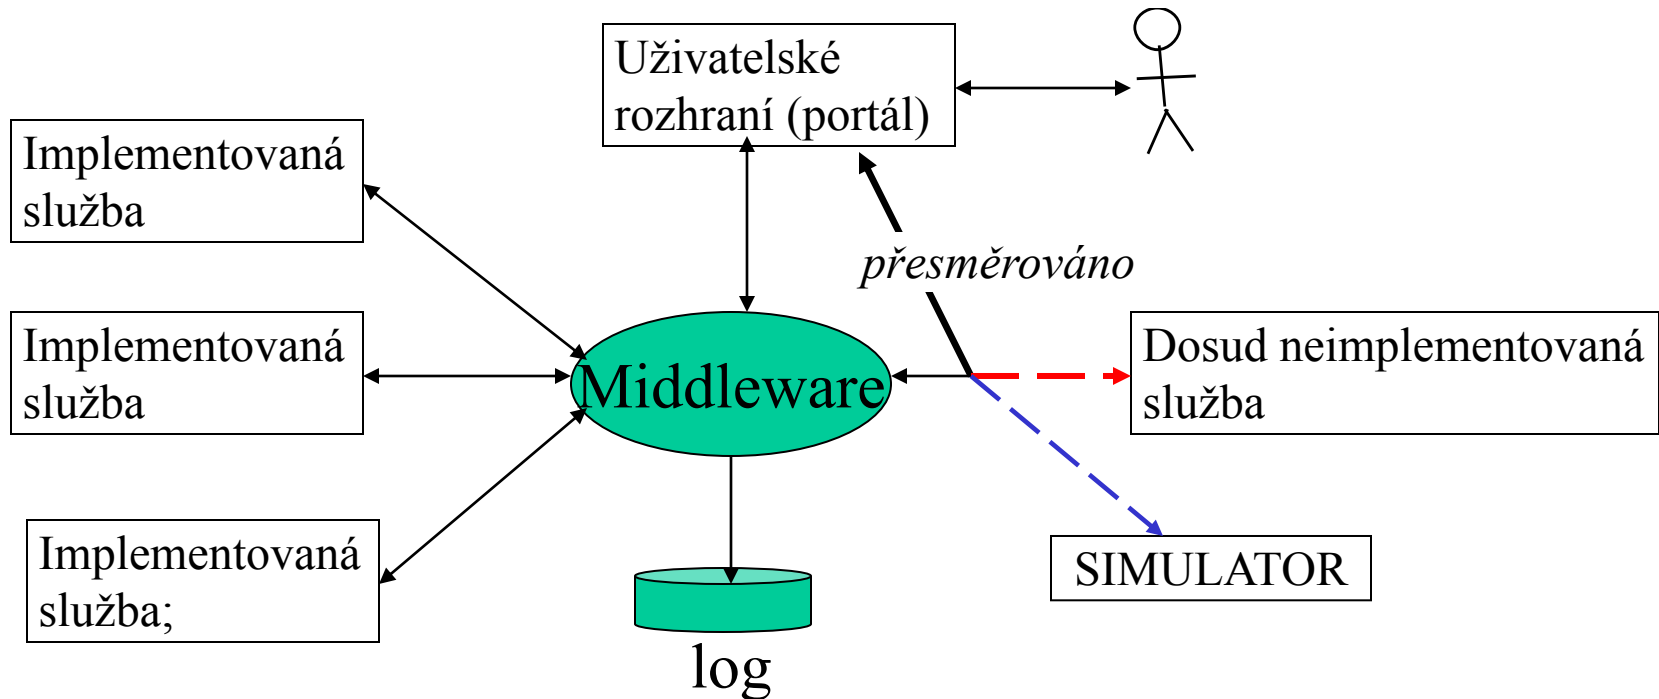 Uživatelské
rozhraní (portál)
Implementovaná
služba
přesměrováno
Implementovaná
služba
Middleware
Dosud neimplementovaná
služba
Implementovaná
služba;
SIMULATOR
log